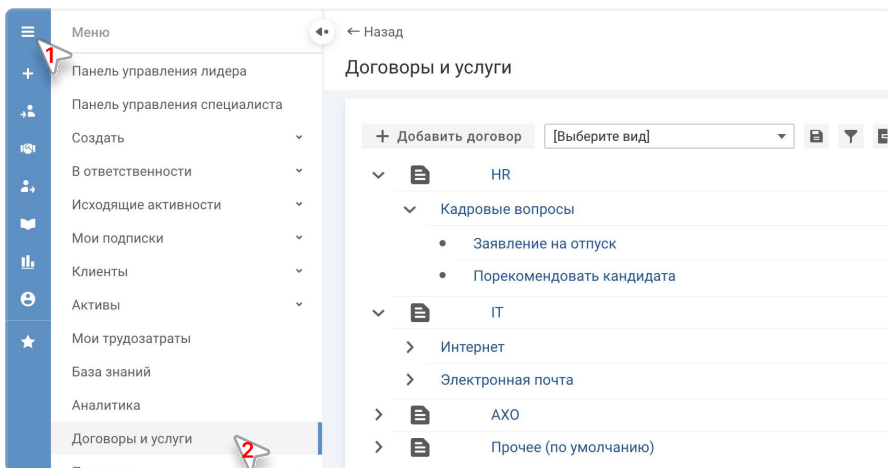 Меню
1
Панель управления лидера
Панель управления специалиста
Создать
В ответственности
Исходящие активности
Мои подписки
Клиенты
Активы
Мои трудозатраты
База знаний
Аналитика
Договоры и услуги
2
← Назад
Договоры и услуги
+ Добавить договор [Выберите вид]
HR
Кадровые вопросы
• Заявление на отпуск
• Порекомендовать кандидата
IT
Интернет
Электронная почта
АХО
Прочее (по умолчанию)